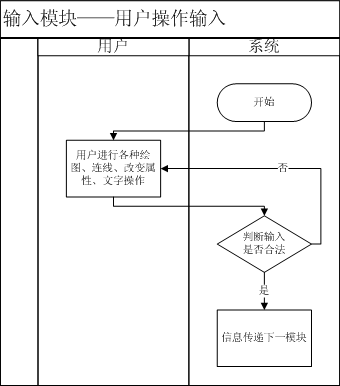 输入模块——用户操作输入
用户
系统
开始
用户进行各种绘
图、连线、改变属
性、文字操作
否
判断输入
是否合法
是
信息传递下一模块